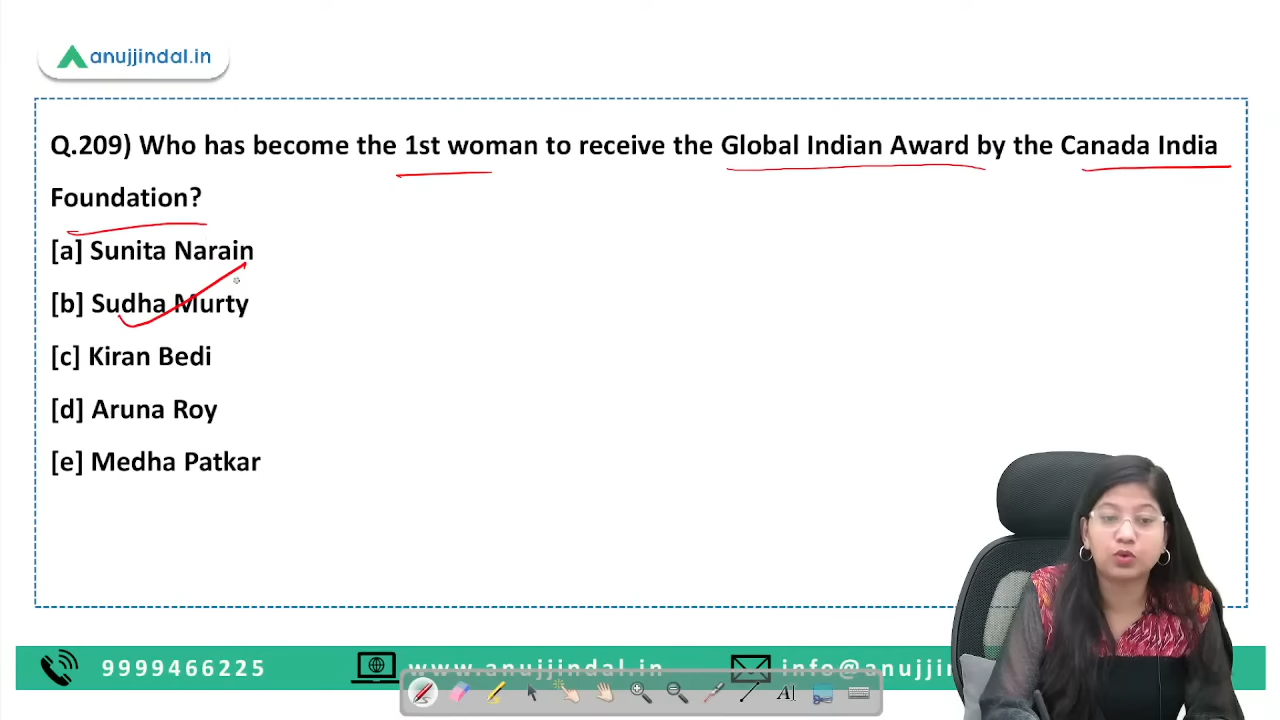 anujjindal.in
Q.209) Who has become the 1st woman to receive the Global Indian Award by the Canada India
Foundation?
[a] Sunita Narain
[b] Sudha Murty
[c] Kiran Bedi
[d] Aruna Roy
[e] Medha Patkar
9999466225
www.anujjindal.in
info@anujji